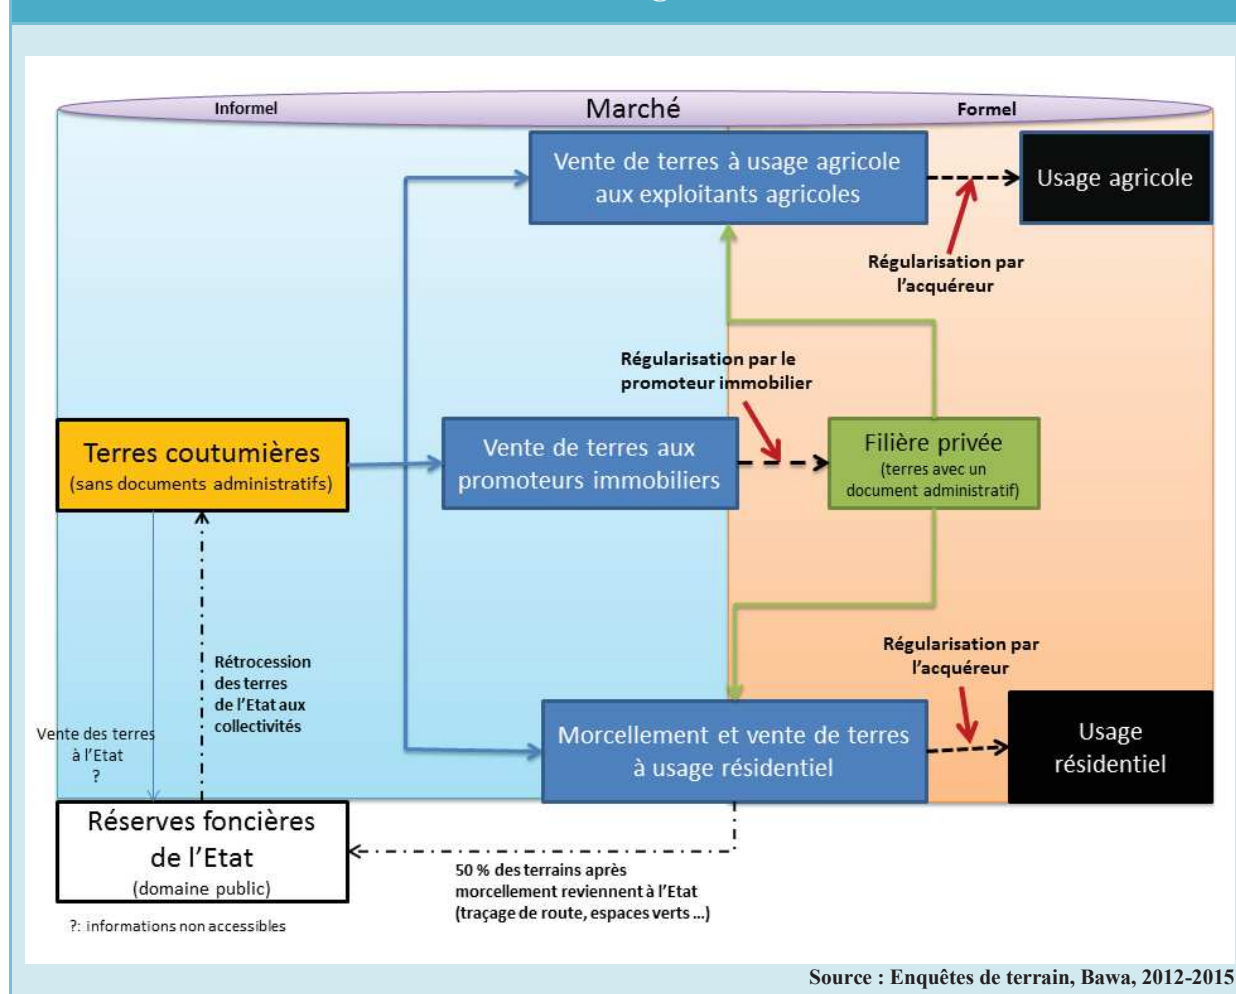 Informel
Marché
Formel
Vente de terres à usage agricole
aux exploitants agricoles
Usage agricole
Régularisation par
l'acquéreur
Régularisation par le
promoteur immobilier
Terres coutumières
(sans documents administratifs)
Vente de terres aux
promoteurs immobiliers
Filière privée
(terres avec un
document administratif)
Rétrocession
des terres
de l'Etat aux
collectivités
Vente des terres
à l'Etat
?
Régularisation par
l'acquéreur
Morcellement et vente de terres
à usage résidentiel
Usage
résidentiel
Réserves foncières
de l'Etat
(domaine public)
50 % des terrains après
morcellement reviennent à l'Etat
(traçage de route, espaces verts ...)
?: informations non accessibles
Source : Enquêtes de terrain, Bawa, 2012-2015